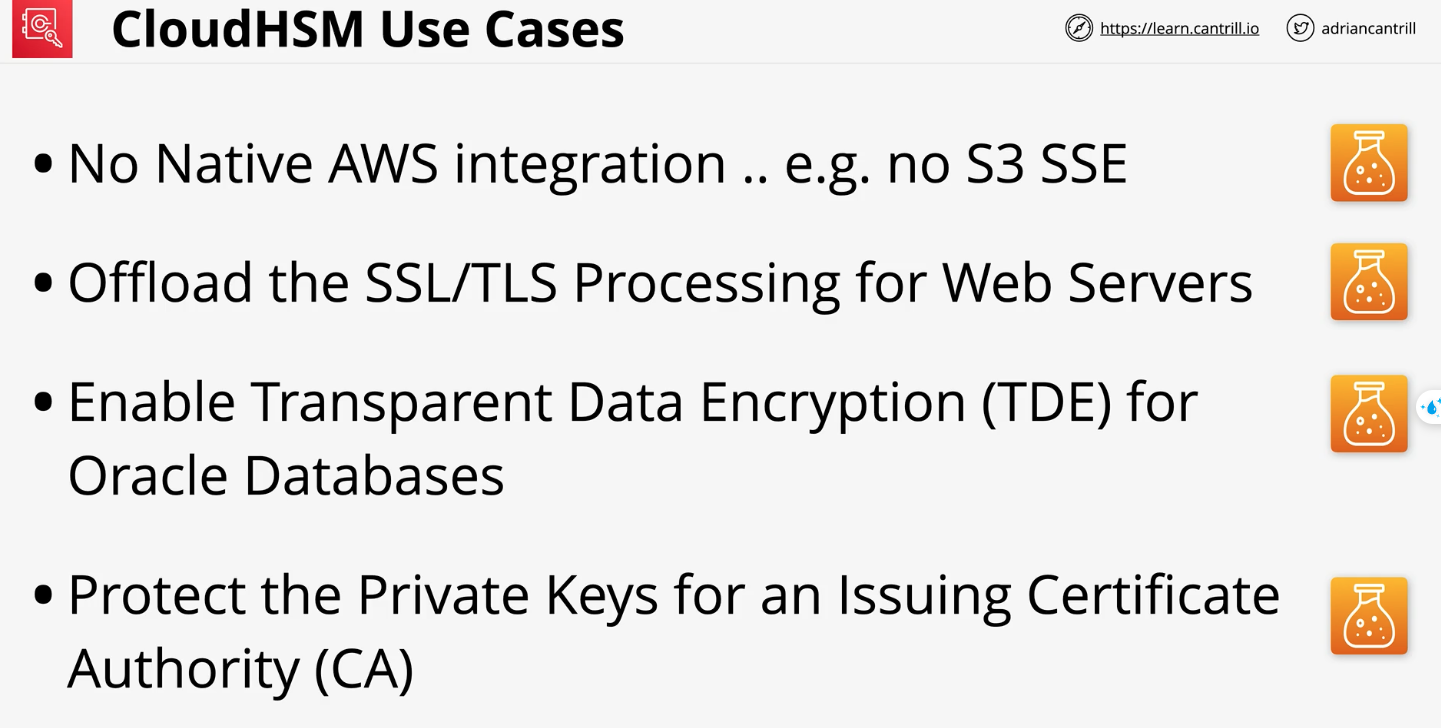 CloudHSM Use Cases
https://learn.cantrill.io
adriancantrill
• No Native AWS integration .. e.g. no S3 SSE
• Offload the SSL/TLS Processing for Web Servers
• Enable Transparent Data Encryption (TDE) for
Oracle Databases
• Protect the Private Keys for an Issuing Certificate
Authority (CA)